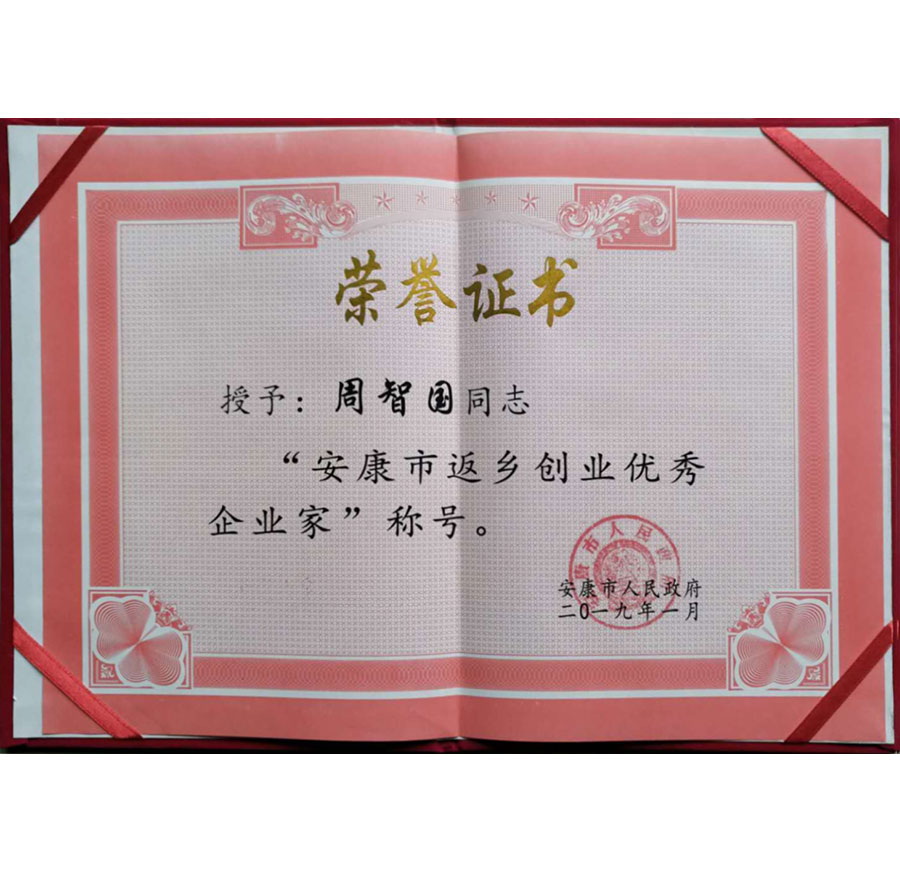 荣誉证书
授予：周智国同志
“安康市返乡创业优秀
企业家”称号。
安康市人民政府
二〇一九年一月